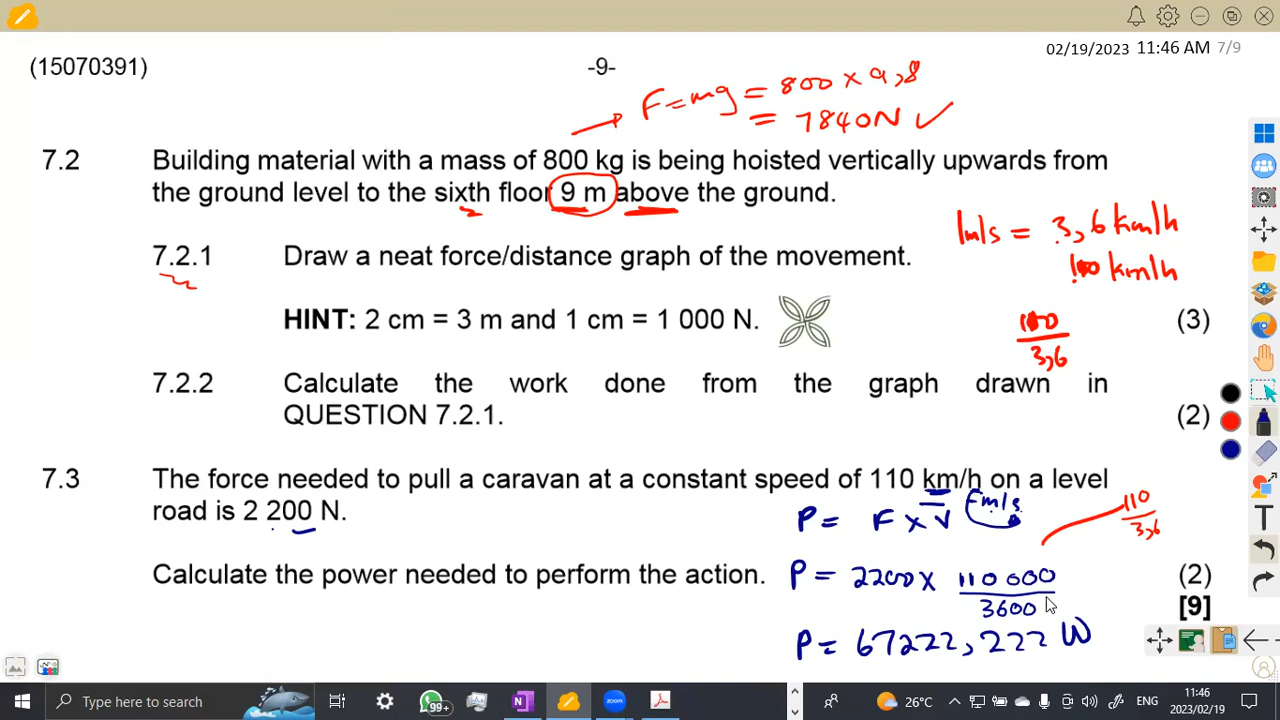 02/19/2023 11:46 AM 7/9
(15070391) -9-
F = mg = 800 × 9,8
= 7840N ✓
7.2 Building material with a mass of 800 kg is being hoisted vertically upwards from
the ground level to the sixth floor 9 m above the ground.
1m/s = 3,6 km/h
100 km/h
7.2.1 Draw a neat force/distance graph of the movement.
HINT: 2 cm = 3 m and 1 cm = 1 000 N. (3)
100
3,6
7.2.2 Calculate the work done from the graph drawn in
QUESTION 7.2.1. (2)
7.3 The force needed to pull a caravan at a constant speed of 110 km/h on a level
road is 2 200 N.
P = F × V m/s
110
3,6
Calculate the power needed to perform the action. (2)
P = 2200 × 110 000
3600
[9]
P = 67222,222 W
T
Type here to search
99+
N
zoom
26°C
ENG
11:46
2023/02/19